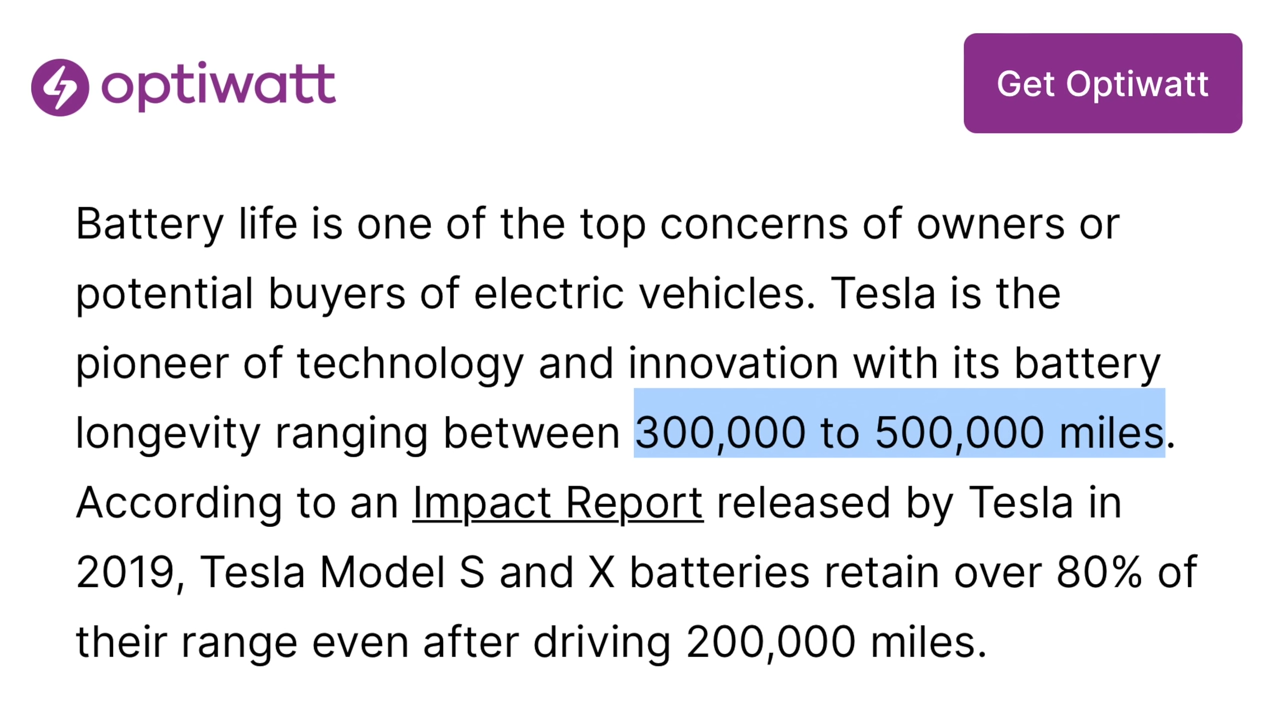 optiwatt
Get Optiwatt
Battery life is one of the top concerns of owners or
potential buyers of electric vehicles. Tesla is the
pioneer of technology and innovation with its battery
longevity ranging between 300,000 to 500,000 miles.
According to an Impact Report released by Tesla in
2019, Tesla Model S and X batteries retain over 80% of
their range even after driving 200,000 miles.